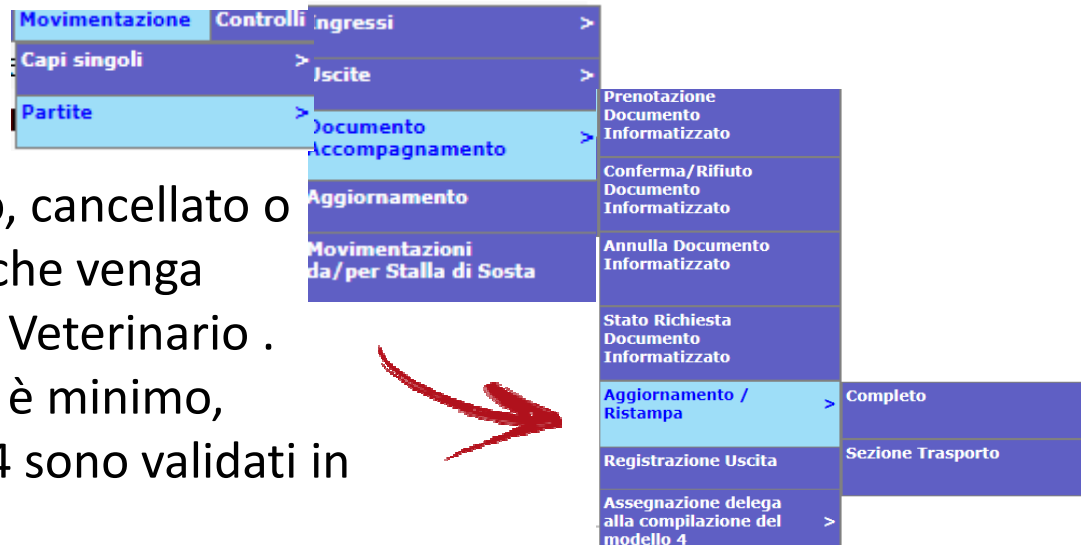 Movimentazione Controlli
Capi singoli >
Partite >
Ingressi >
Uscite >
Documento
Accompagnamento >
Aggiornamento
Movimentazioni
da/per Stalla di Sosta
Prenotazione
Documento
Informatizzato
Conferma/Rifiuto
Documento
Informatizzato
Annulla Documento
Informatizzato
Stato Richiesta
Documento
Informatizzato
Aggiornamento /
Ristampa >
Registrazione Uscita
Assegnazione delega
alla compilazione del >
modello 4
Completo
Sezione Trasporto
, cancellato o
che venga
Veterinario .
è minimo,
4 sono validati in